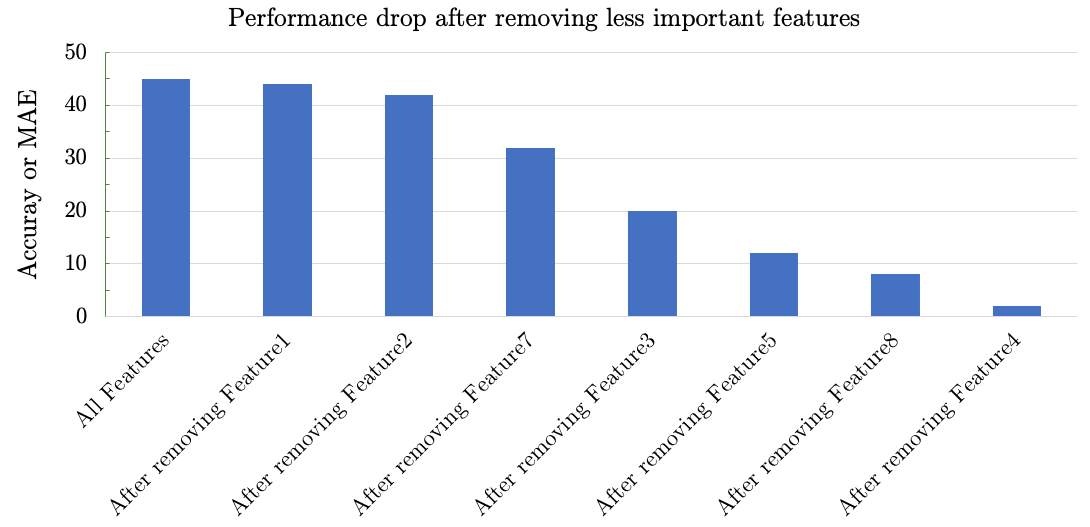 Performance drop after removing less important features
Accuray or MAE
50
40
30
20
10
0
All Features
After removing Feature1
After removing Feature2
After removing Feature7
After removing Feature3
After removing Feature5
After removing Feature8
After removing Feature4